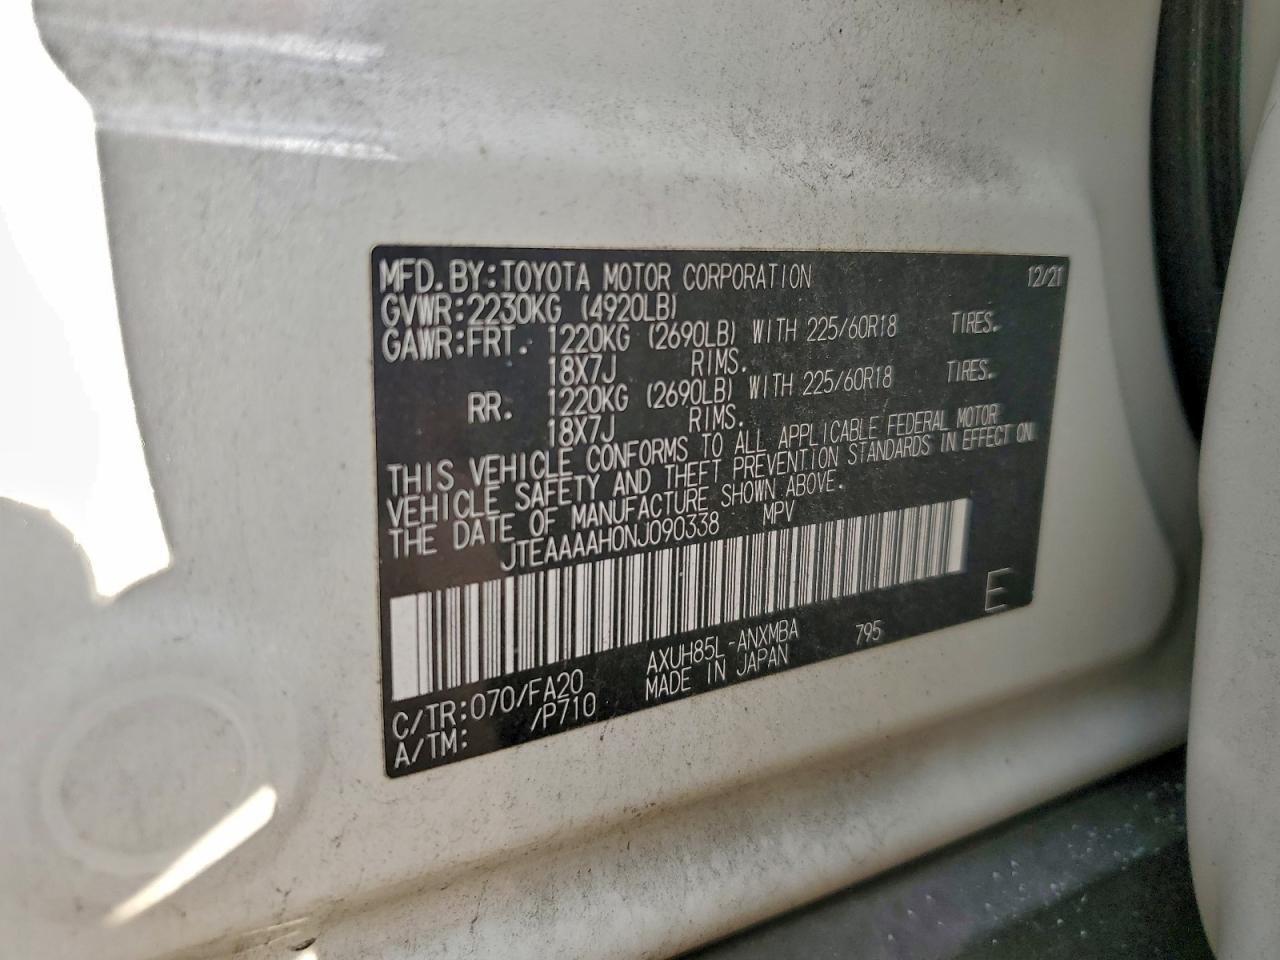 MFD.BY:TOYOTA MOTOR CORPORATION 12/21
GVWR:2230KG (4920LB)
GAWR:FRT. 1220KG (2690LB) WITH 225/60R18 TIRES.
18X7J RIMS.
RR. 1220KG (2690LB) WITH 225/60R18 TIRES.
18X7J RIMS.
THIS VEHICLE CONFORMS TO ALL APPLICABLE FEDERAL MOTOR
VEHICLE SAFETY AND THEFT PREVENTION STANDARDS IN EFFECT ON
THE DATE OF MANUFACTURE SHOWN ABOVE.
JTEAAAAH0NJ090338 MPV
E
C/TR:070/FA20 AXUH85L-ANXMBA 795
A/TM: /P710 MADE IN JAPAN